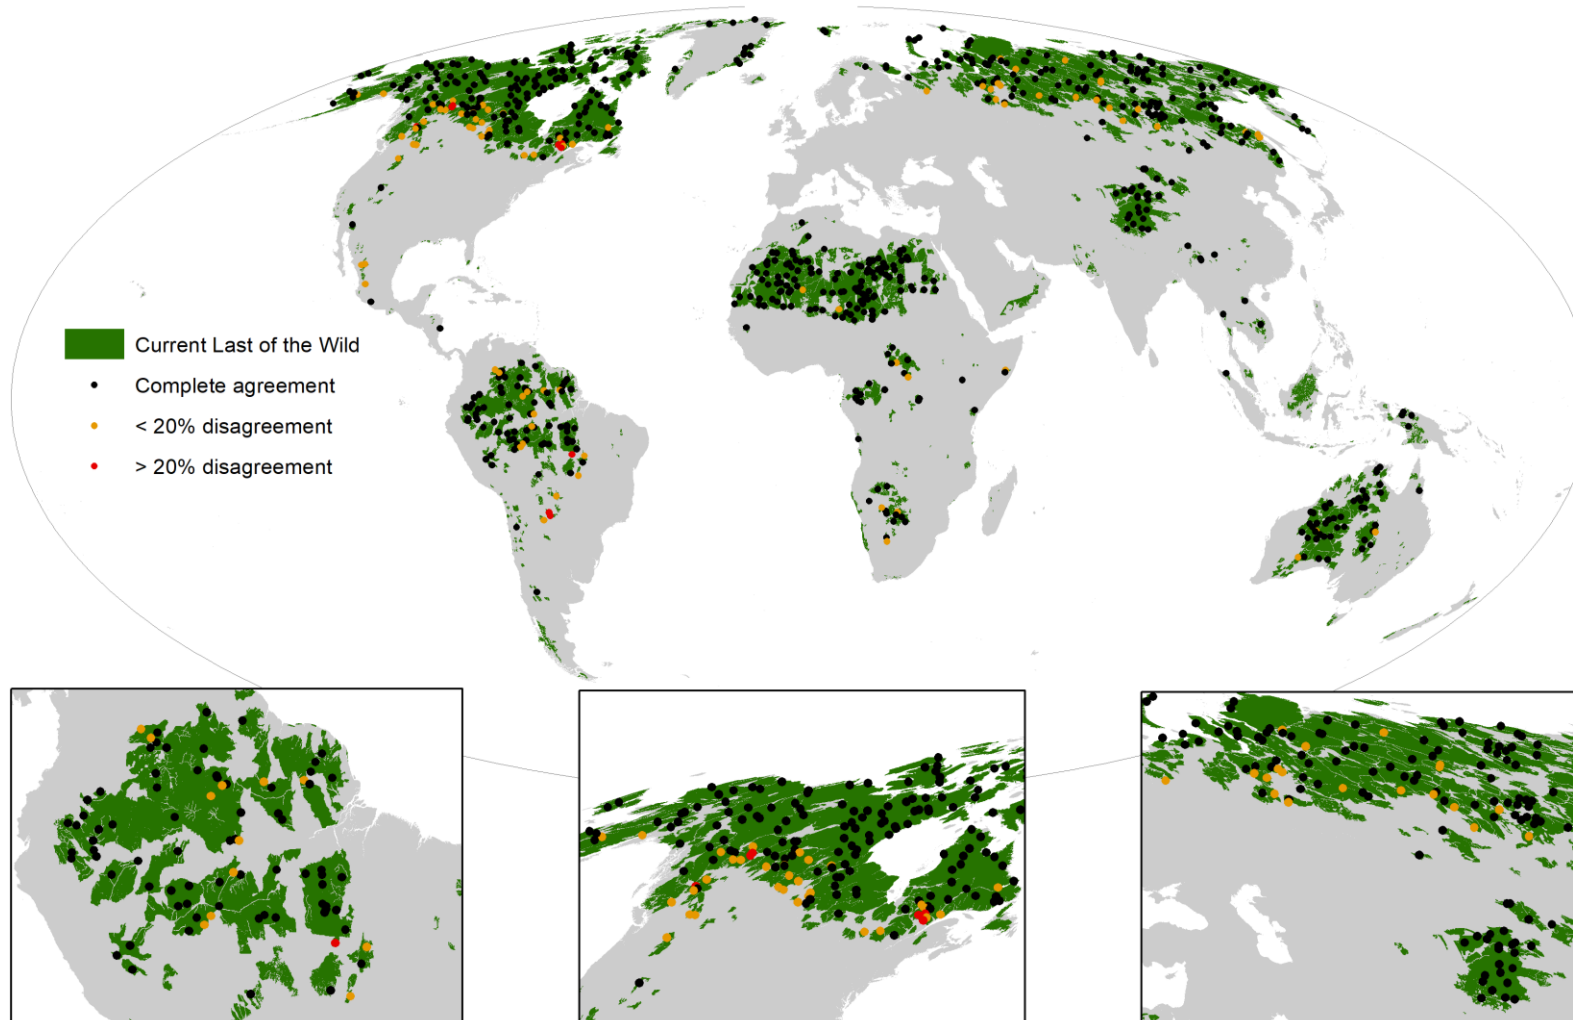 Current Last of the Wild
Complete agreement
< 20% disagreement
> 20% disagreement